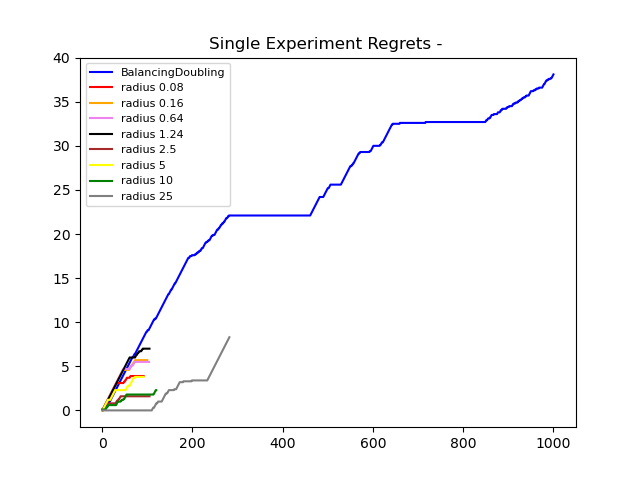 Single Experiment Regrets -
40
35
30
25
20
15
10
5
0
BalancingDoubling
radius 0.08
radius 0.16
radius 0.64
radius 1.24
radius 2.5
radius 5
radius 10
radius 25
0 200 400 600 800 1000